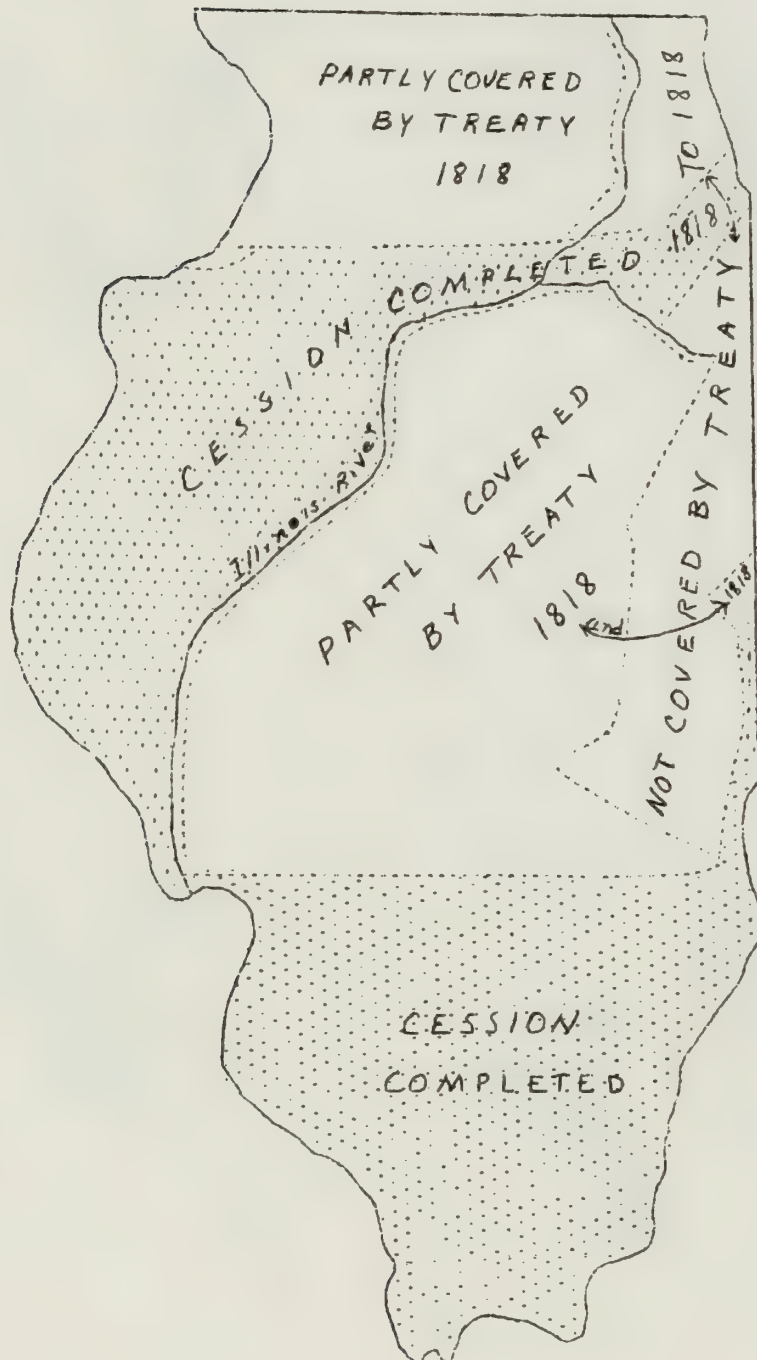 PARTLY COVERED
BY TREATY
1818
NOT COVERED BY TREATY TO 1818
1818
CESSION COMPLETED
Illinois River
PARTLY COVERED
BY TREATY
1818
and
1818
CESSION
COMPLETED